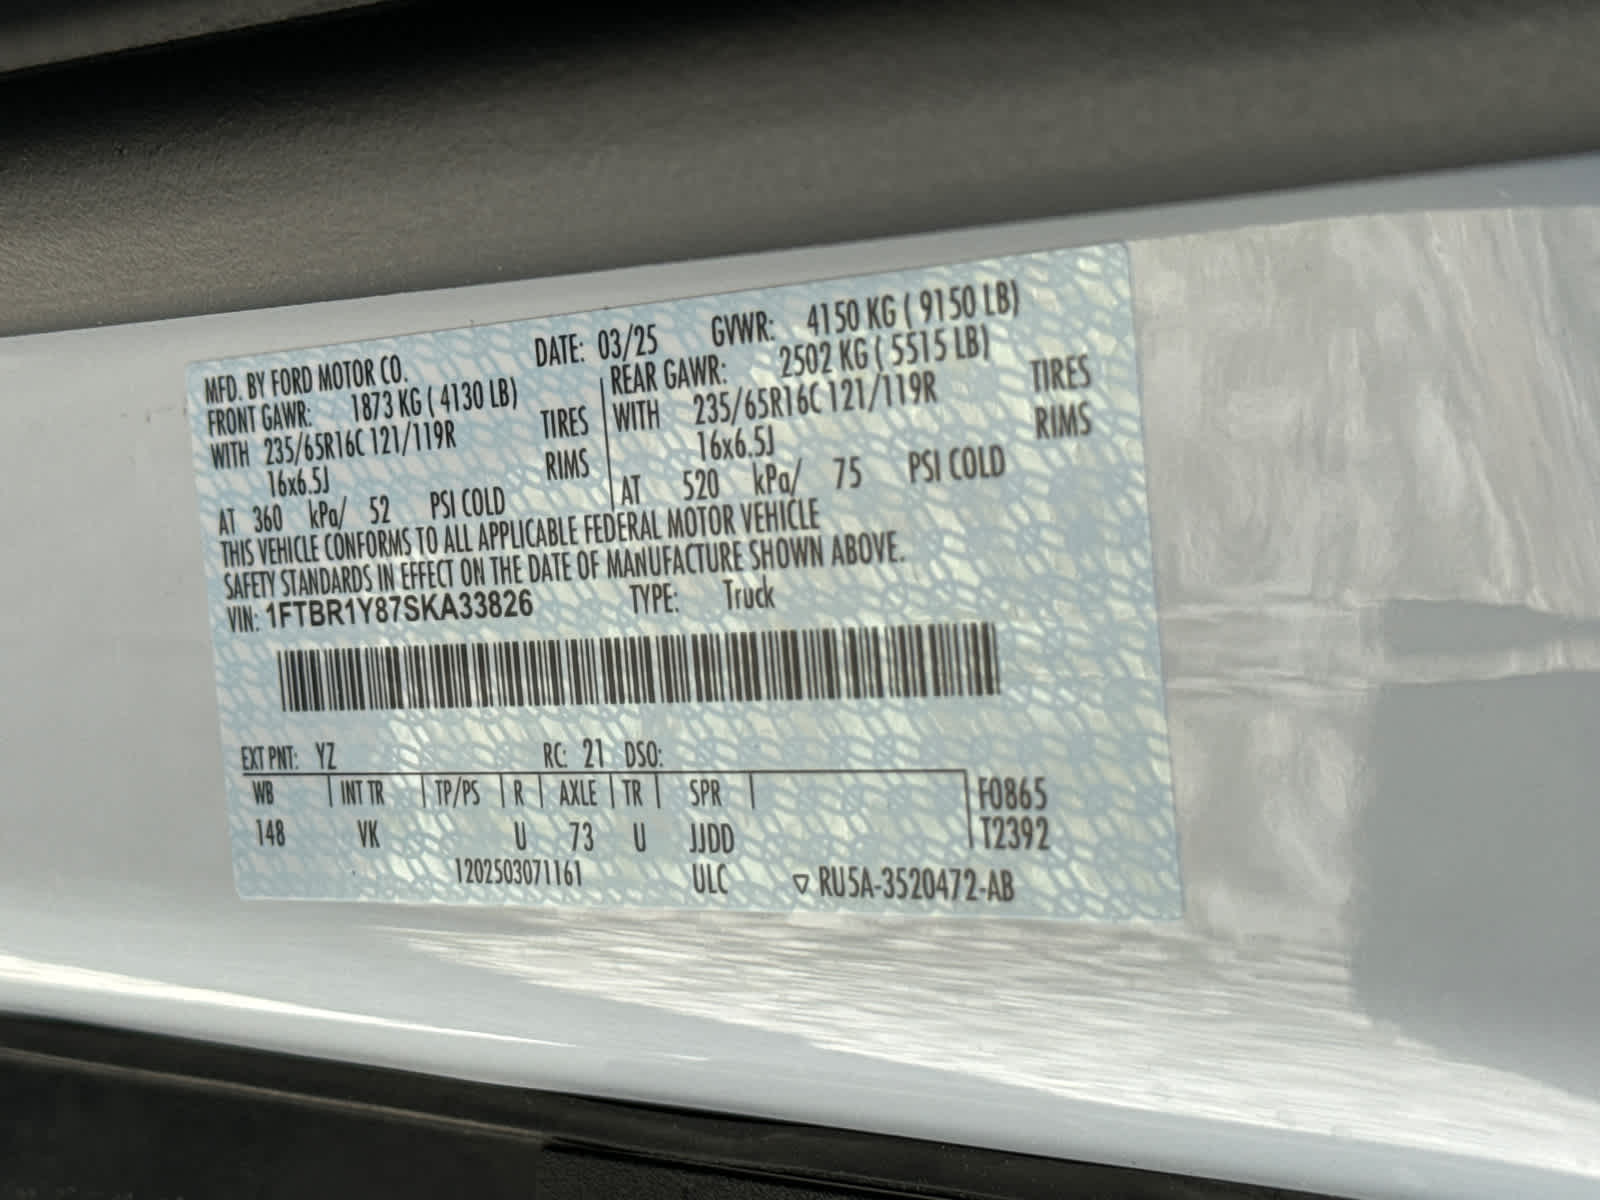 MFD. BY FORD MOTOR CO. DATE: 03/25 GVWR: 4150 KG ( 9150 LB)
FRONT GAWR: 1873 KG ( 4130 LB) REAR GAWR: 2502 KG ( 5515 LB)
WITH 235/65R16C 121/119R TIRES WITH 235/65R16C 121/119R TIRES
16x6.5J RIMS 16x6.5J RIMS
AT 360 kPa/ 52 PSI COLD AT 520 kPa/ 75 PSI COLD
THIS VEHICLE CONFORMS TO ALL APPLICABLE FEDERAL MOTOR VEHICLE
SAFETY STANDARDS IN EFFECT ON THE DATE OF MANUFACTURE SHOWN ABOVE.
VIN: 1FTBR1Y87SKA33826 TYPE: Truck
EXT PNT: YZ RC: 21 DSO:
WB INT TR TP/PS R AXLE TR SPR F0865
148 VK U 73 U JJDD T2392
1202503071161 ULC ▽ RU5A-3520472-AB